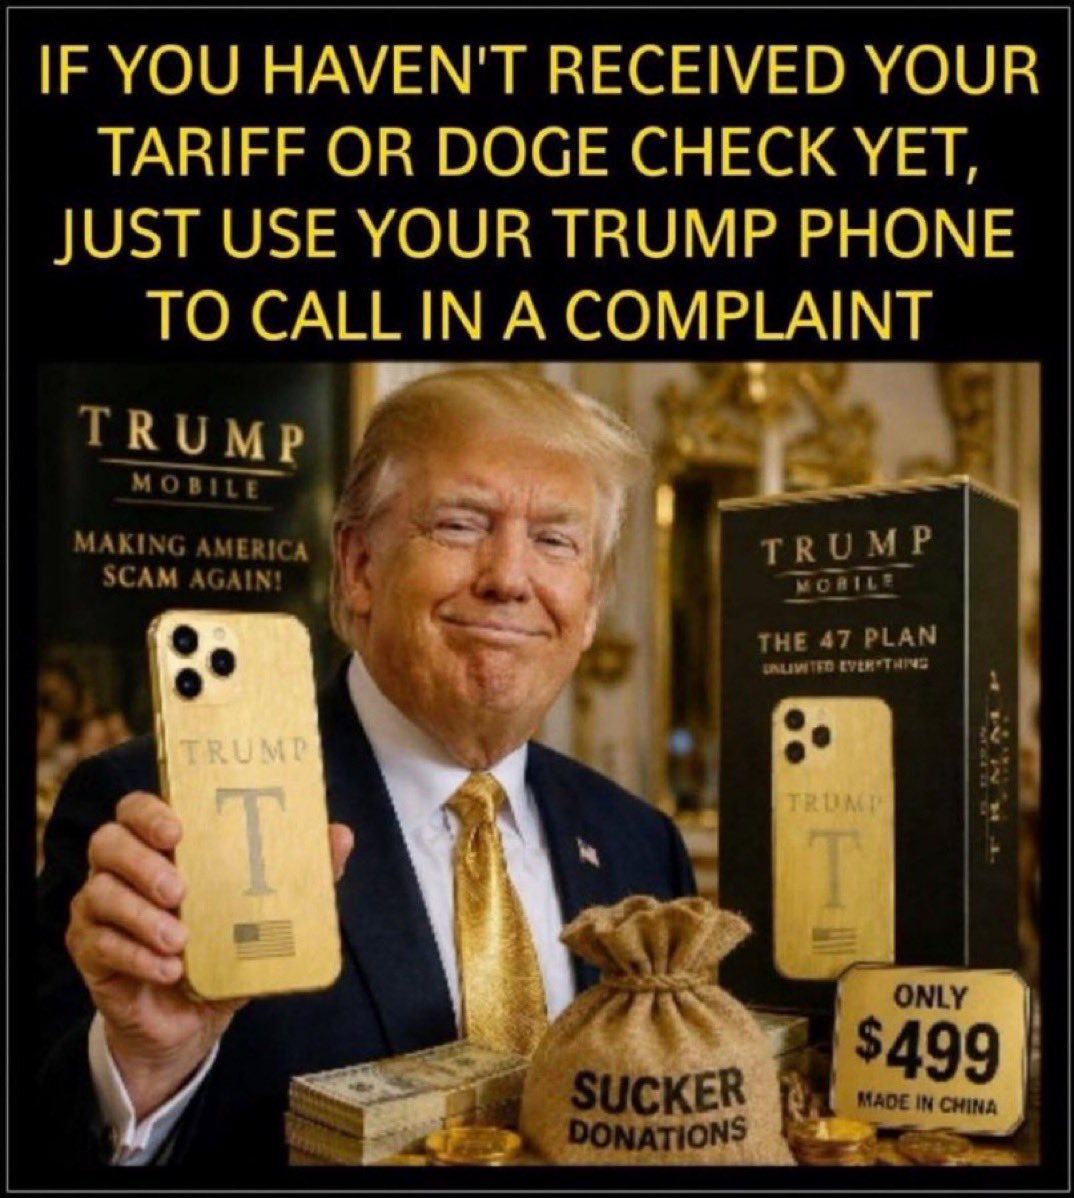 IF YOU HAVEN'T RECEIVED YOUR
TARIFF OR DOGE CHECK YET,
JUST USE YOUR TRUMP PHONE
TO CALL IN A COMPLAINT
TRUMP
MOBILE
MAKING AMERICA
SCAM AGAIN!
TRUMP
T
TRUMP
MOBILE
THE 47 PLAN
UNLIMITED EVERYTHING
TRUMP
T
SUCKER
DONATIONS
ONLY
$499
MADE IN CHINA